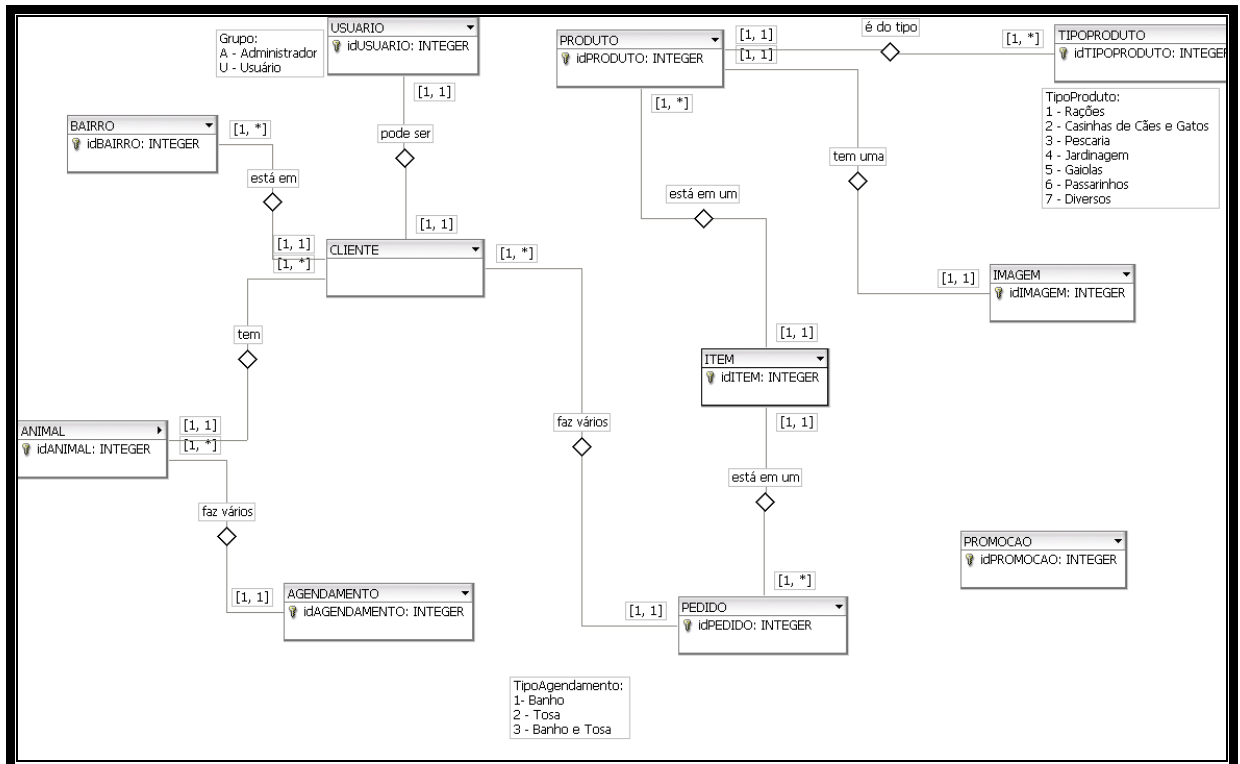 Grupo:
A - Administrador
U - Usuário
USUARIO
idUSUARIO: INTEGER
[1, 1]
pode ser
[1, 1]
BAIRRO
idBAIRRO: INTEGER
[1, *]
está em
[1, 1]
[1, *]
CLIENTE
[1, *]
tem
ANIMAL
idANIMAL: INTEGER
[1, 1]
[1, *]
faz vários
[1, 1]
AGENDAMENTO
idAGENDAMENTO: INTEGER
PRODUTO
idPRODUTO: INTEGER
[1, 1]
[1, 1]
é do tipo
[1, *]
TIPOPRODUTO
idTIPOPRODUTO: INTEGER
TipoProduto:
1 - Rações
2 - Casinhas de Cães e Gatos
3 - Pescaria
4 - Jardinagem
5 - Gaiolas
6 - Passarinhos
7 - Diversos
[1, *]
tem uma
está em um
[1, 1]
IMAGEM
idIMAGEM: INTEGER
[1, 1]
ITEM
idITEM: INTEGER
[1, 1]
faz vários
está em um
[1, *]
[1, 1]
PEDIDO
idPEDIDO: INTEGER
PROMOCAO
idPROMOCAO: INTEGER
TipoAgendamento:
1- Banho
2 - Tosa
3 - Banho e Tosa